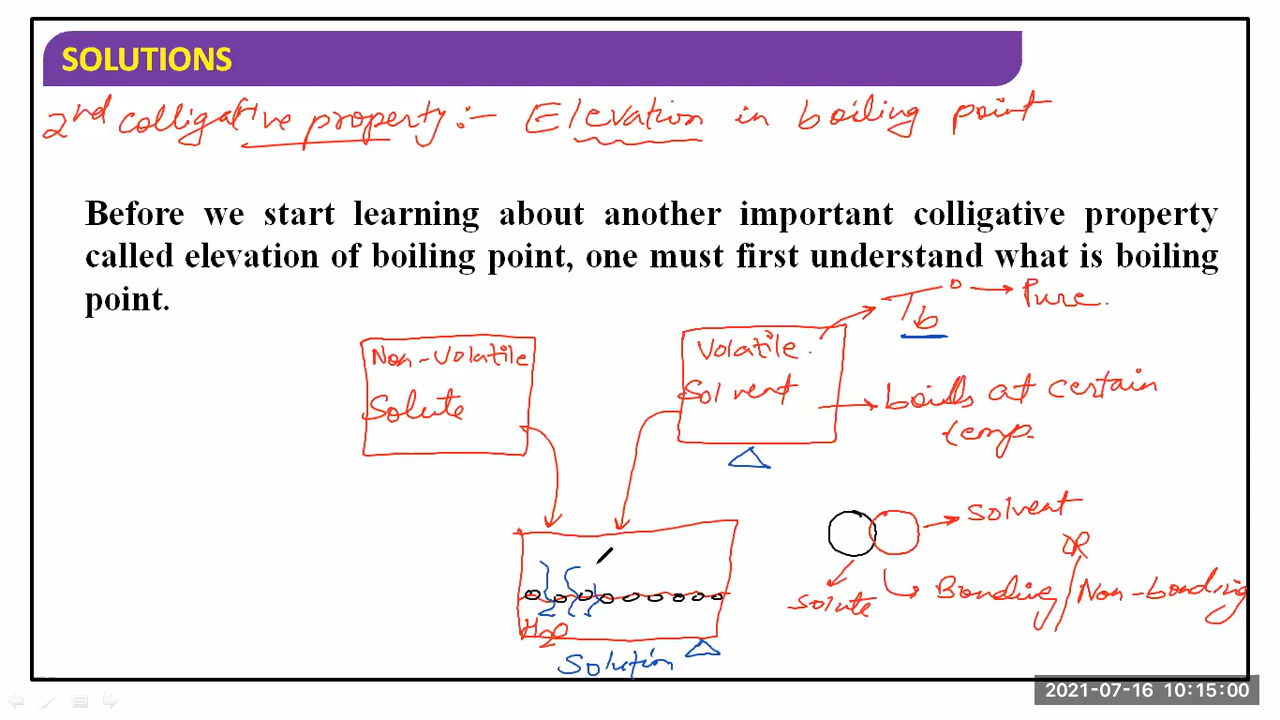 SOLUTIONS
2nd colligative property :- Elevation in boiling point
Before we start learning about another important colligative property
called elevation of boiling point, one must first understand what is boiling
point.
Tb° → Pure.
Non-Volatile
Solute
Volatile
Solvent
boils at certain
temp.
Solvent
OR
Solute
Bonding / Non-bonding
H2O
Solution
2021-07-16 10:15:00